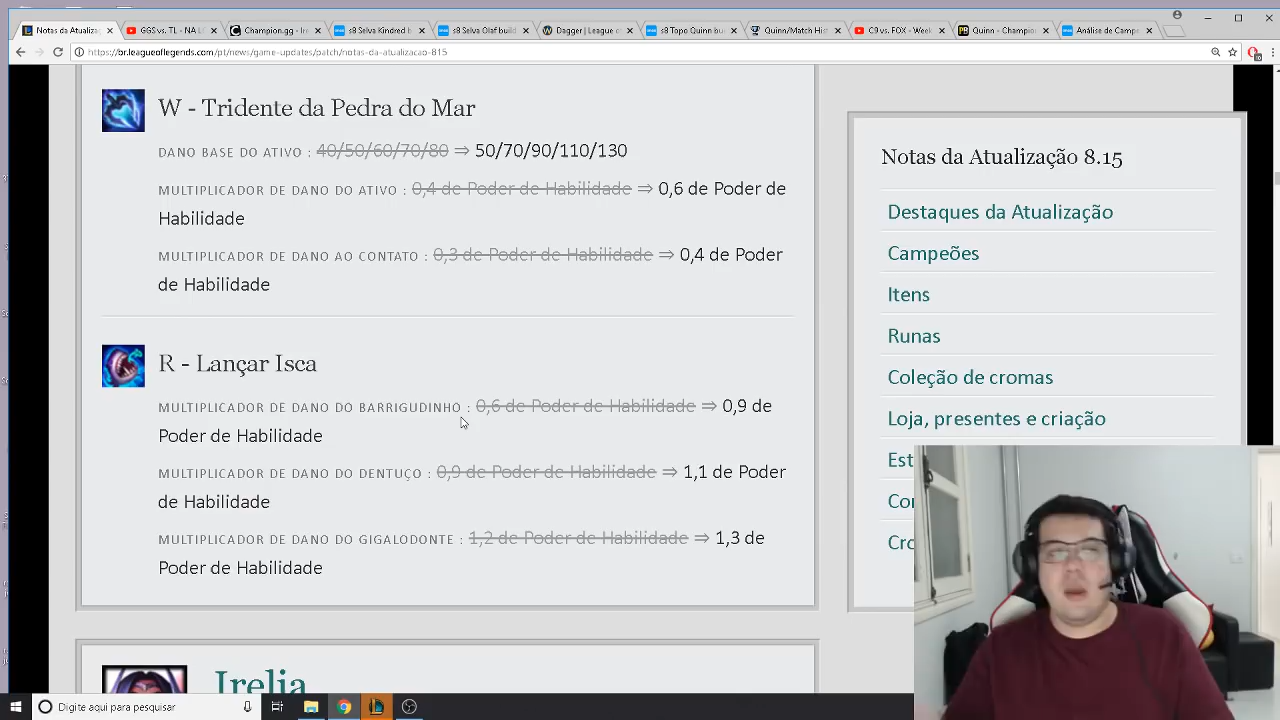 Notas da Atualiza
GGS vs. TL - NA L
Champion.gg - Ir
s8 Selva Kindred b
s8 Selva Olaf build
Dagger | League o
s8 Topo Quinn bu
Quinn/Match His
C9 vs. FOX - Week
Quinn - Champi
Análise de Campe
https://br.leagueoflegends.com/pt/news/game-updates/patch/notas-da-atualizacao-815
W - Tridente da Pedra do Mar
DANO BASE DO ATIVO : 40/50/60/70/80 ⇒ 50/70/90/110/130
MULTIPLICADOR DE DANO DO ATIVO : 0,4 de Poder de Habilidade ⇒ 0,6 de Poder de
Habilidade
MULTIPLICADOR DE DANO AO CONTATO : 0,3 de Poder de Habilidade ⇒ 0,4 de Poder
de Habilidade
R - Lançar Isca
MULTIPLICADOR DE DANO DO BARRIGUDINHO : 0,6 de Poder de Habilidade ⇒ 0,9 de
Poder de Habilidade
MULTIPLICADOR DE DANO DO DENTUÇO : 0,9 de Poder de Habilidade ⇒ 1,1 de Poder
de Habilidade
MULTIPLICADOR DE DANO DO GIGALODONTE : 1,2 de Poder de Habilidade ⇒ 1,3 de
Poder de Habilidade
Irelia
Notas da Atualização 8.15
Destaques da Atualização
Campeões
Itens
Runas
Coleção de cromas
Loja, presentes e criação
Est
Cor
Cro
Digite aqui para pesquisar